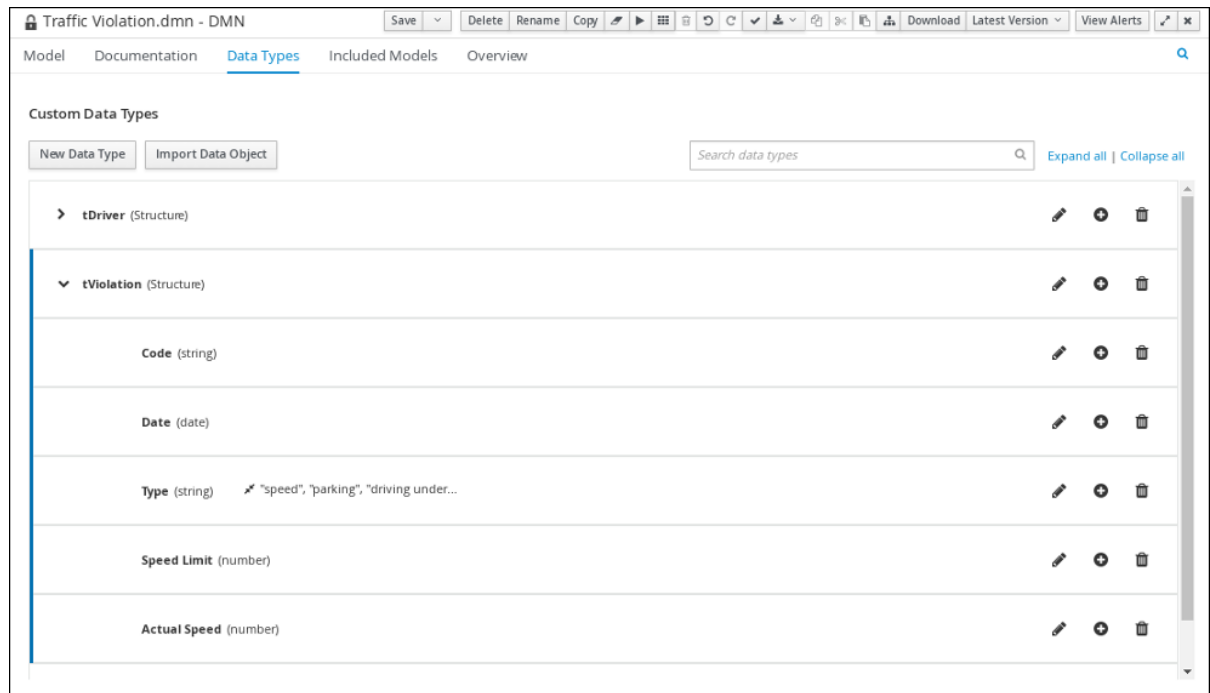 Traffic Violation.dmn - DMN Save Delete Rename Copy Download Latest Version View Alerts
Model Documentation Data Types Included Models Overview
Custom Data Types
New Data Type Import Data Object Search data types Expand all | Collapse all
tDriver (Structure)
tViolation (Structure)
Code (string)
Date (date)
Type (string) "speed", "parking", "driving under...
Speed Limit (number)
Actual Speed (number)